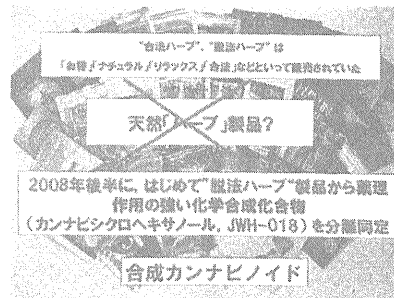 "合法ハーブ", "脱法ハーブ" は
「お香／ナチュラル／リラックス／合法」などといって販売されていた
天然「ハーブ」製品?
2008年後半に, はじめて"脱法ハーブ"製品から薬理
作用の強い化学合成化合物
(カンナビシクロヘキサノール, JWH-018) を分離同定
合成カンナビノイド